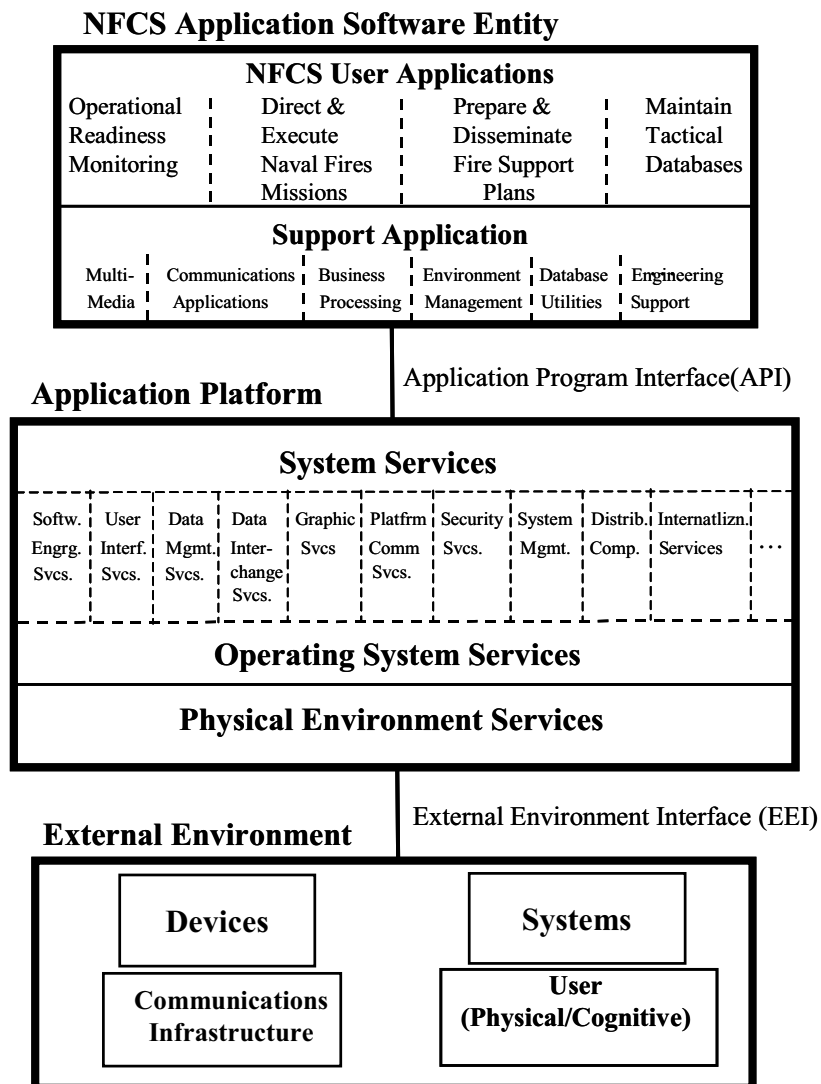 NFCS Application Software Entity
NFCS User Applications
Operational Direct & Prepare & Maintain
Readiness Execute Disseminate Tactical
Monitoring Naval Fires Fire Support Databases
Missions Plans
Support Application
Multi- Communications Business Environment Database Engineering
Media Applications Processing Management Utilities Support
Application Program Interface(API)
Application Platform
System Services
Softw. User Data Data Graphic Platfrm Security System Distrib. Internatlizn.
Engrg. Interf. Mgmt. Inter- Svcs Comm Svcs. Mgmt. Comp. Services ...
Svcs. Svcs. Svcs. change Svcs.
Svcs.
Operating System Services
Physical Environment Services
External Environment Interface (EEI)
External Environment
Devices Systems
Communications User
Infrastructure (Physical/Cognitive)